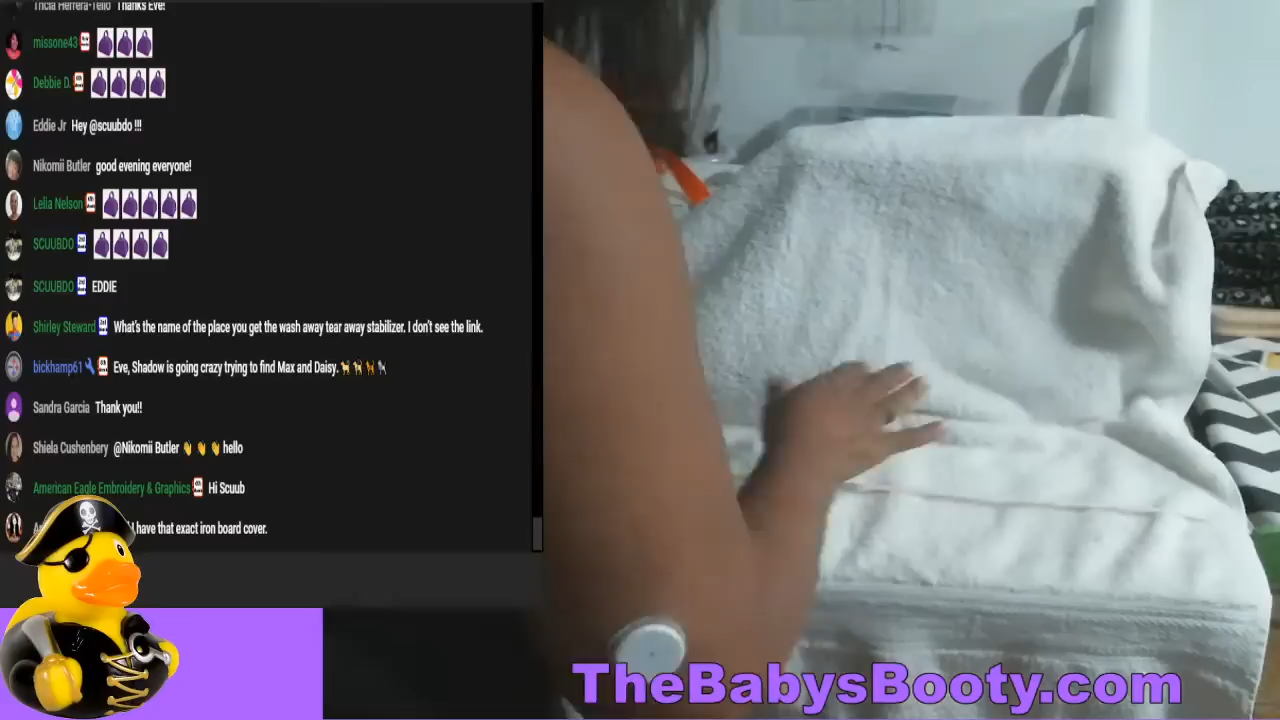 Tricia Herrera-Tello Thanks Eve!
missone43
Debbie D.
Eddie Jr Hey @scuubdo !!!
Nikomii Butler good evening everyone!
Lelia Nelson
SCUUBDO
SCUUBDO EDDIE
Shirley Steward What's the name of the place you get the wash away tear away stabilizer. I don't see the link.
bickhamp61 Eve, Shadow is going crazy trying to find Max and Daisy.
Sandra Garcia Thank you!!
Shiela Cushenbery @Nikomii Butler hello
American Eagle Embroidery & Graphics Hi Scuub
I have that exact iron board cover.
TheBabysBooty.com